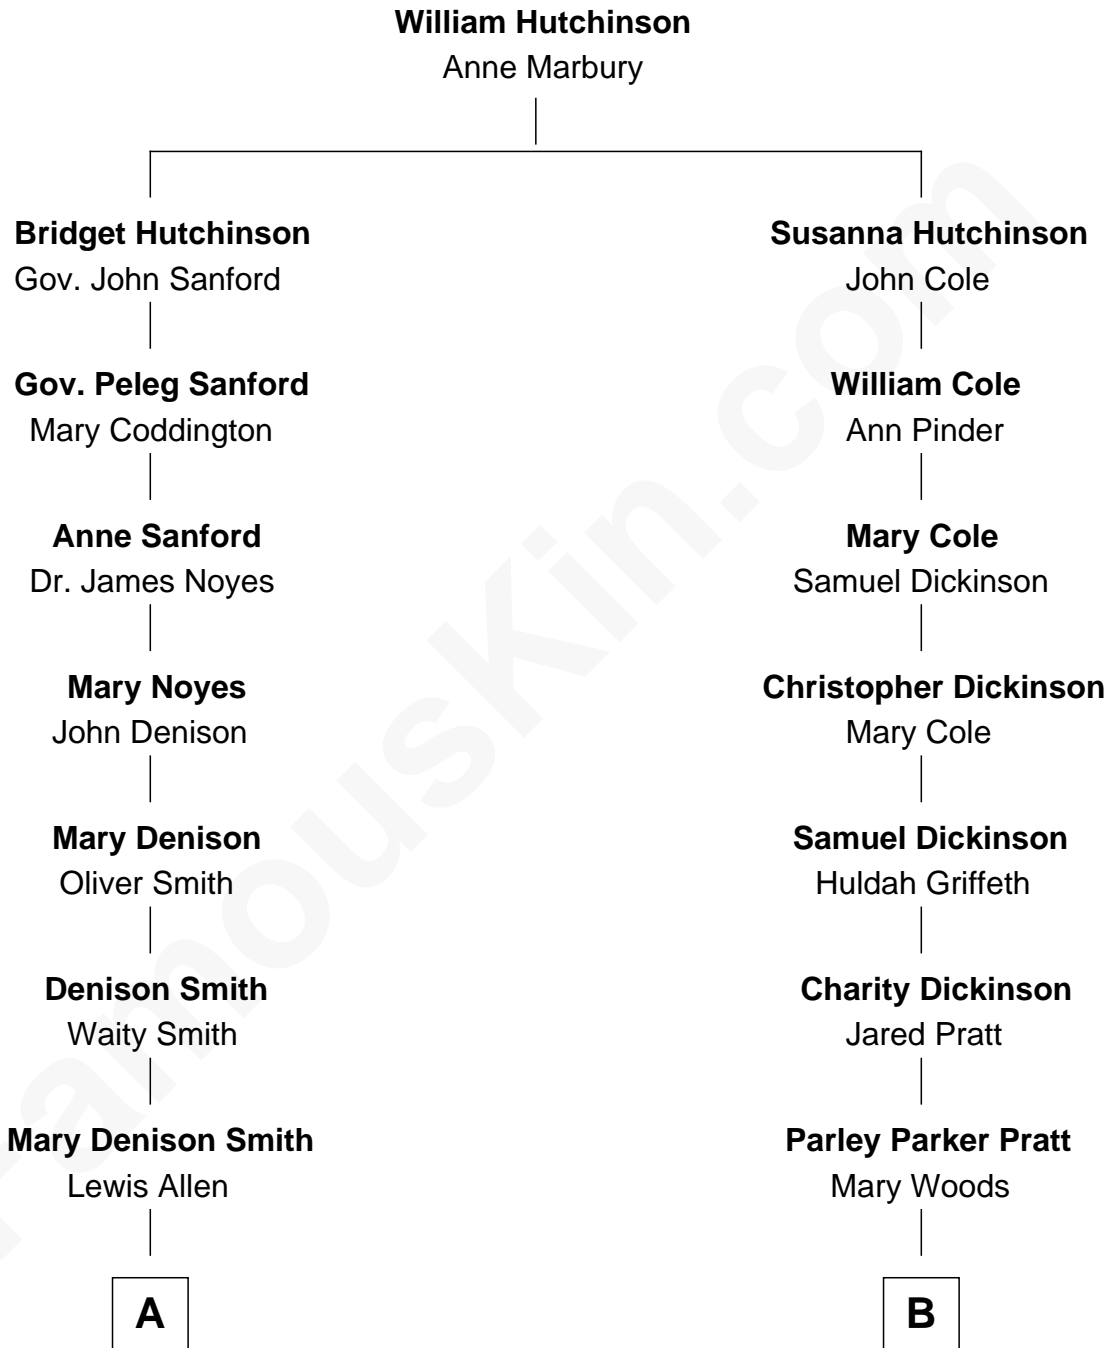 William Hutchinson
Anne Marbury
Bridget Hutchinson
Gov. John Sanford
Susanna Hutchinson
John Cole
Gov. Peleg Sanford
Mary Coddington
William Cole
Ann Pinder
Anne Sanford
Dr. James Noyes
Mary Cole
Samuel Dickinson
Mary Noyes
John Denison
Christopher Dickinson
Mary Cole
Mary Denison
Oliver Smith
Samuel Dickinson
Huldah Griffeth
Denison Smith
Waity Smith
Charity Dickinson
Jared Pratt
Mary Denison Smith
Lewis Allen
Parley Parker Pratt
Mary Woods
A
B
FamousKin.com